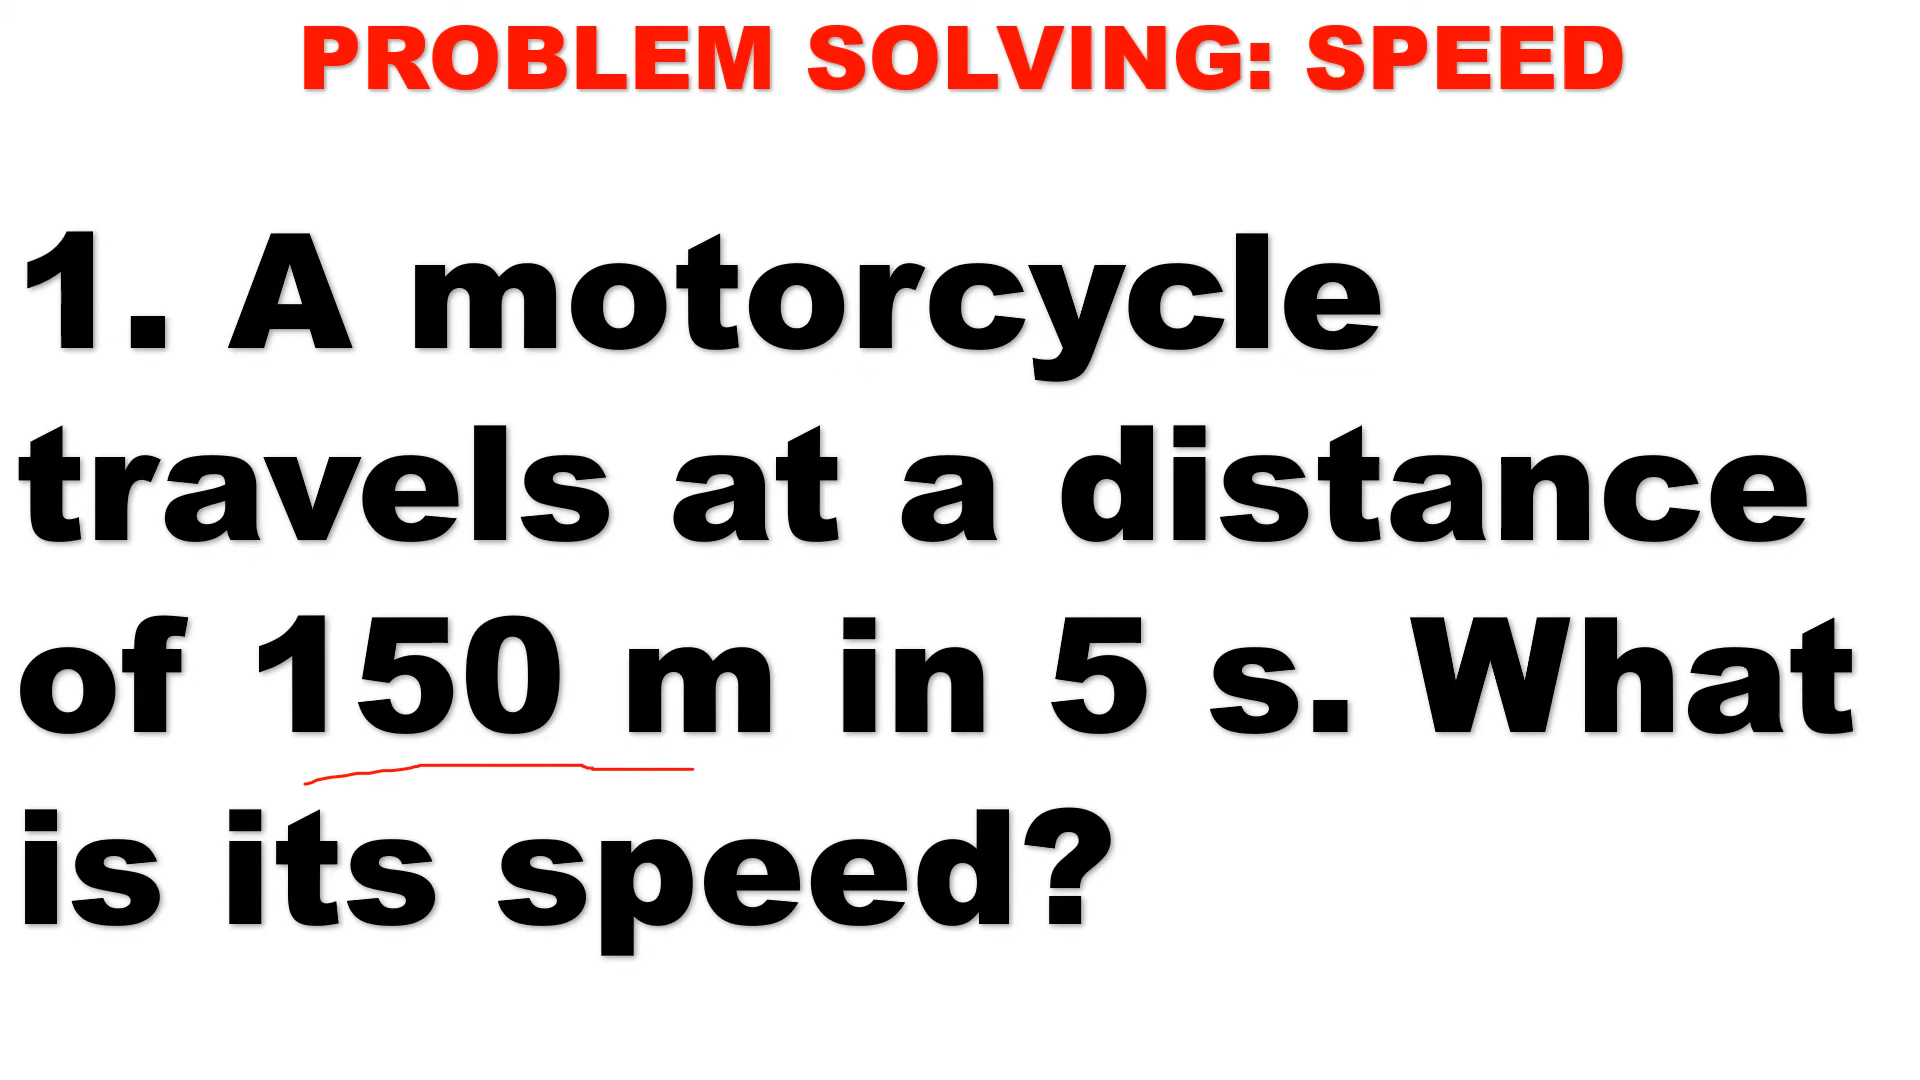 PROBLEM SOLVING: SPEED
1. A motorcycle
travels at a distance
of 150 m in 5 s. What
is its speed?